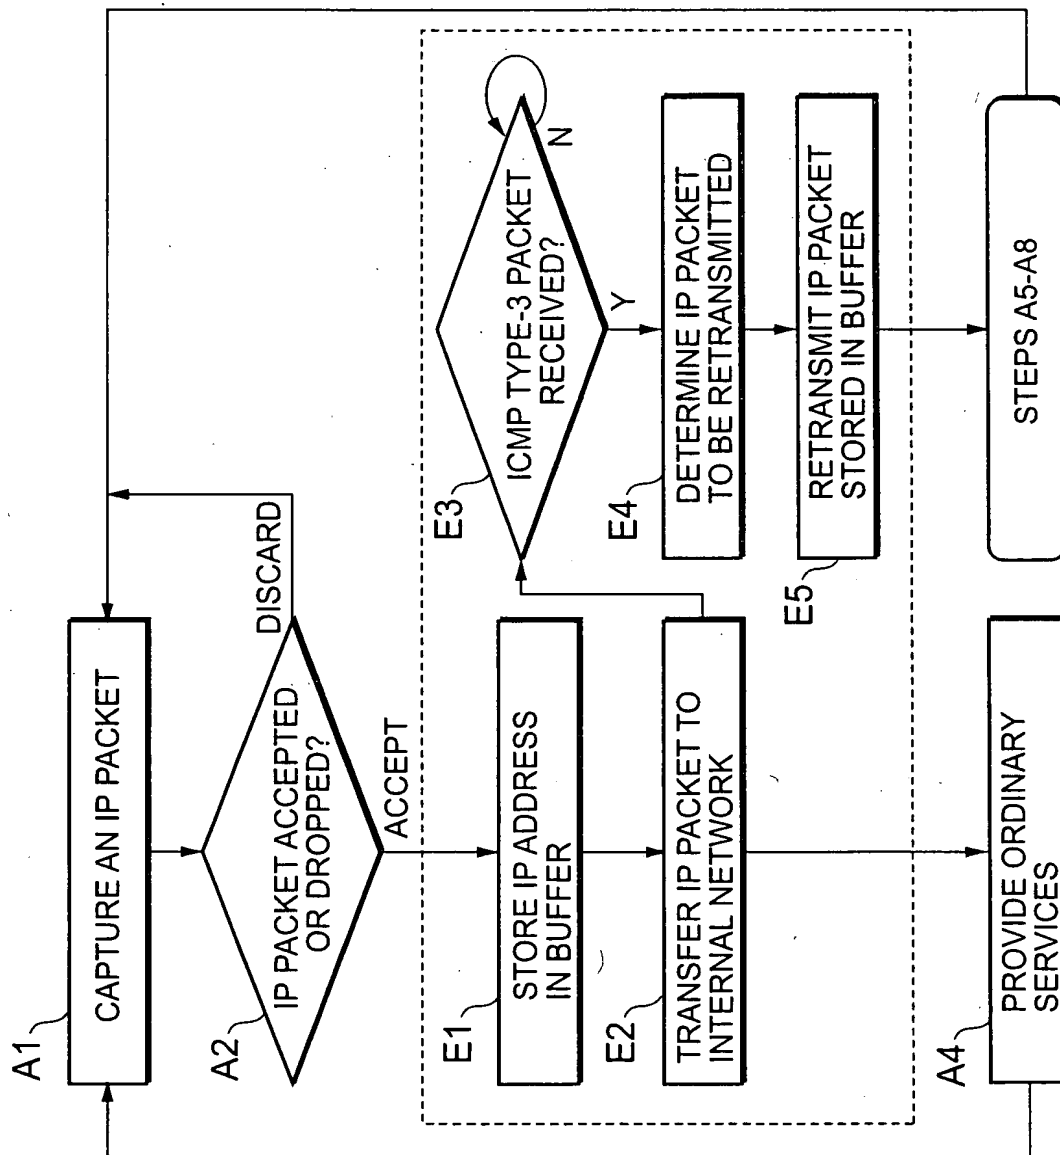 A1
CAPTURE AN IP PACKET
A2
IP PACKET ACCEPTED
OR DROPPED?
DISCARD
ACCEPT
E1
STORE IP ADDRESS
IN BUFFER
E2
TRANSFER IP PACKET TO
INTERNAL NETWORK
A4
PROVIDE ORDINARY
SERVICES
E3
ICMP TYPE-3 PACKET
RECEIVED?
N
Y
E4
DETERMINE IP PACKET
TO BE RETRANSMITTED
E5
RETRANSMIT IP PACKET
STORED IN BUFFER
STEPS A5-A8